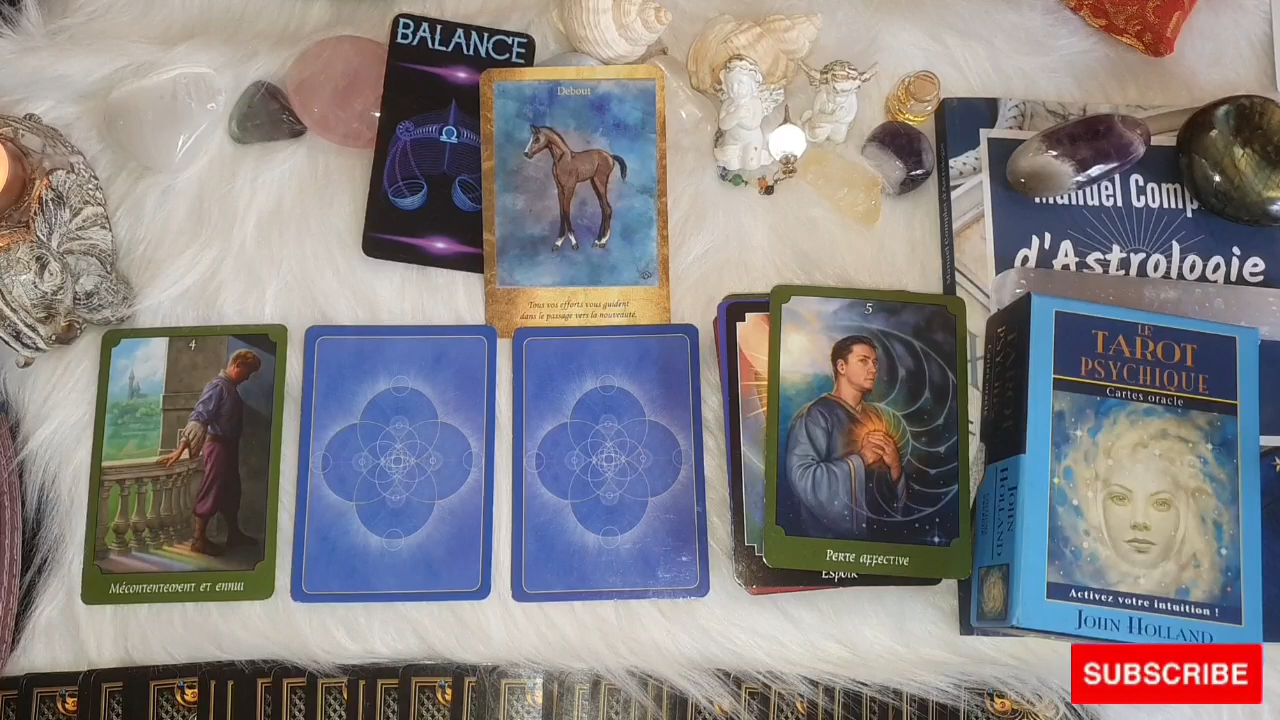 BALANCE
Debout
Tous vos efforts vous guident
dans le passage vers la nouveauté.
4
Mécontentement et ennui
5
Perte affective
Espoir
Manuel Comp
d'Astrologie
LE
TAROT
PSYCHIQUE
Cartes oracle
Activez votre intuition !
JOHN HOLLAND
JOHN
HOLLAND
SUBSCRIBE